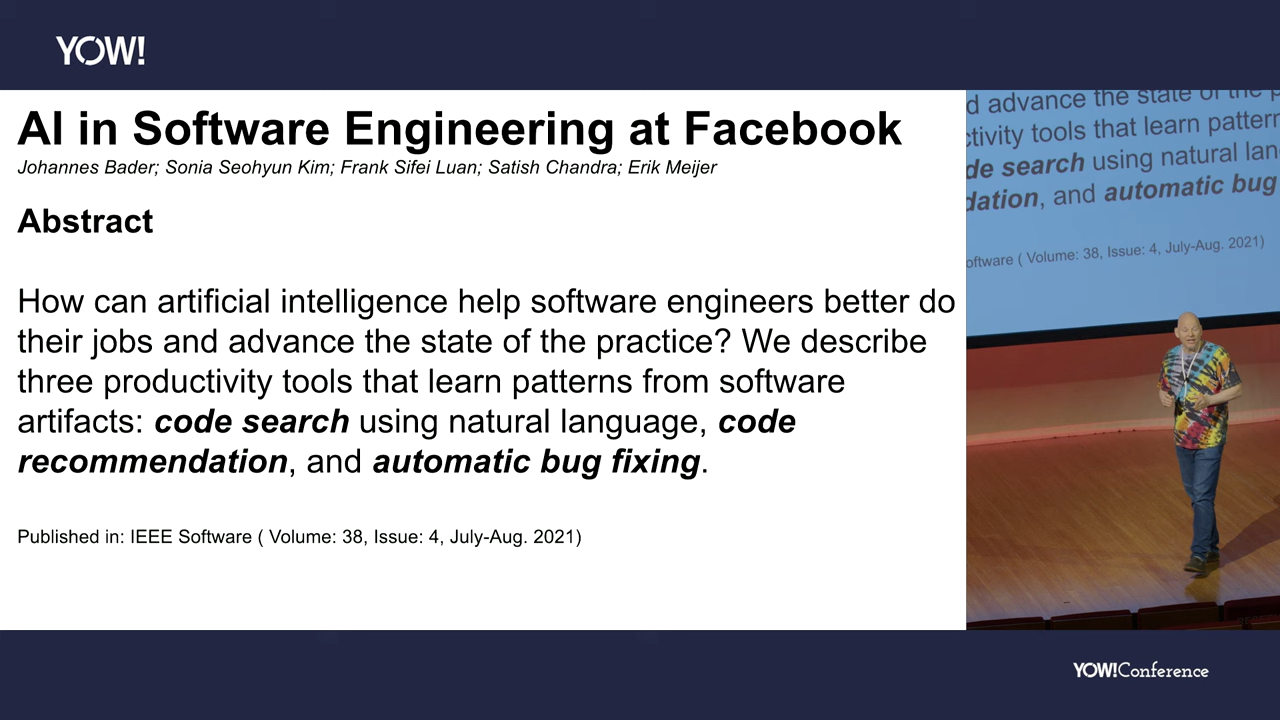 YOW!
AI in Software Engineering at Facebook
Johannes Bader; Sonia Seohyun Kim; Frank Sifei Luan; Satish Chandra; Erik Meijer
Abstract
How can artificial intelligence help software engineers better do
their jobs and advance the state of the practice? We describe
three productivity tools that learn patterns from software
artifacts: code search using natural language, code
recommendation, and automatic bug fixing.
Published in: IEEE Software ( Volume: 38, Issue: 4, July-Aug. 2021)
d advance the state of the p
ctivity tools that learn pattern
de search using natural lan
dation, and automatic bug
oftware ( Volume: 38, Issue: 4, July-Aug. 2021)
YOW!Conference